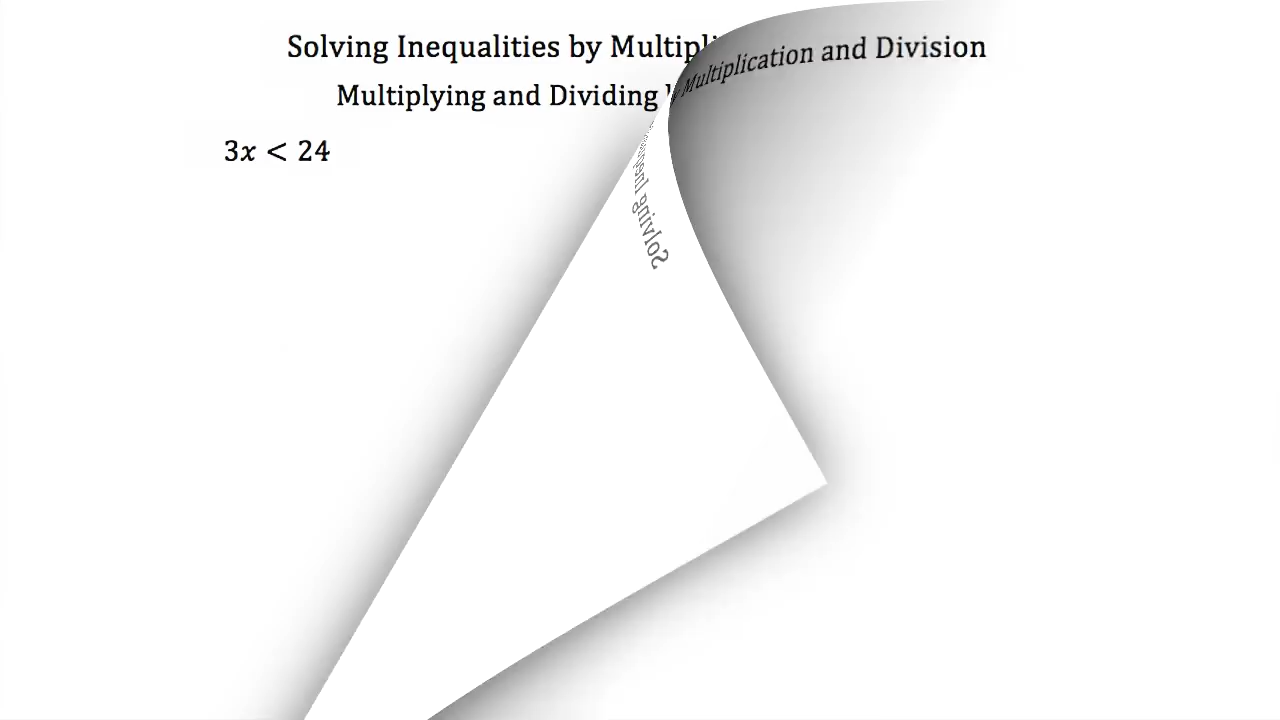 Solving Inequalities by Multipli Multiplication and Division
Multiplying and Dividing
3x < 24
Solving